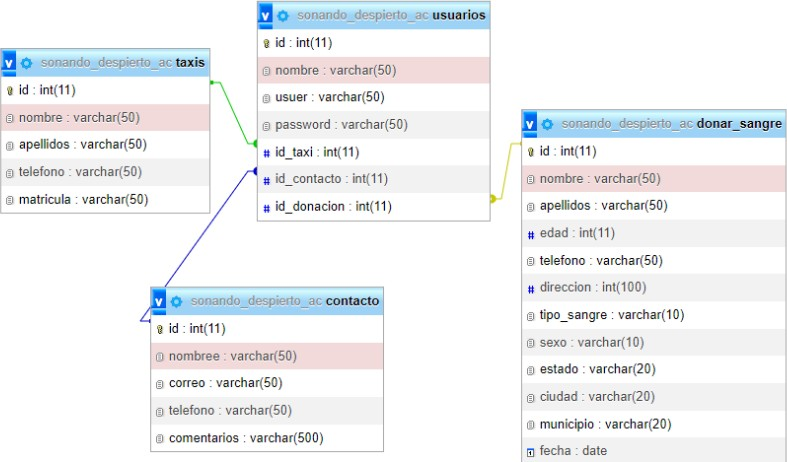 sonando_despierto_ac usuarios
id : int(11)
nombre : varchar(50)
usuer : varchar(50)
password : varchar(50)
id_taxi : int(11)
id_contacto : int(11)
id_donacion : int(11)
sonando_despierto_ac taxis
id : int(11)
nombre : varchar(50)
apellidos : varchar(50)
telefono : varchar(50)
matricula : varchar(50)
sonando_despierto_ac donar_sangre
id : int(11)
nombre : varchar(50)
apellidos : varchar(50)
edad : int(11)
telefono : varchar(50)
direccion : int(100)
tipo_sangre : varchar(10)
sexo : varchar(10)
estado : varchar(20)
ciudad : varchar(20)
municipio : varchar(20)
fecha : date
sonando_despierto_ac contacto
id : int(11)
nombree : varchar(50)
correo : varchar(50)
telefono : varchar(50)
comentarios : varchar(500)